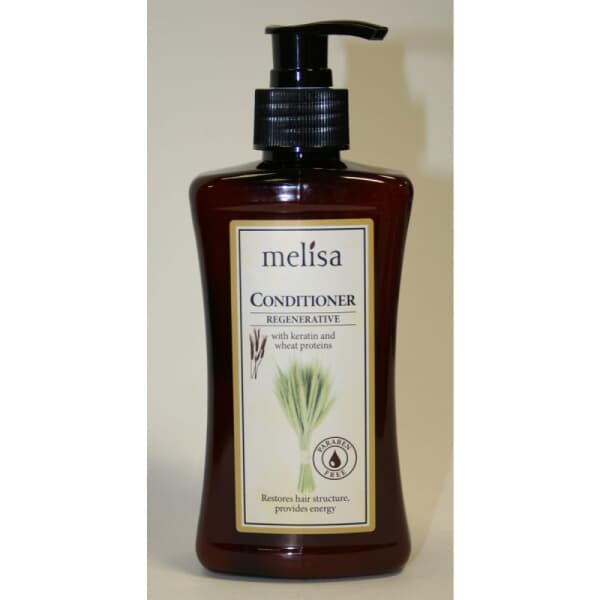 melisa
CONDITIONER
REGENERATIVE
with keratin and
wheat proteins
PARABEN
FREE
Restores hair structure,
provides energy